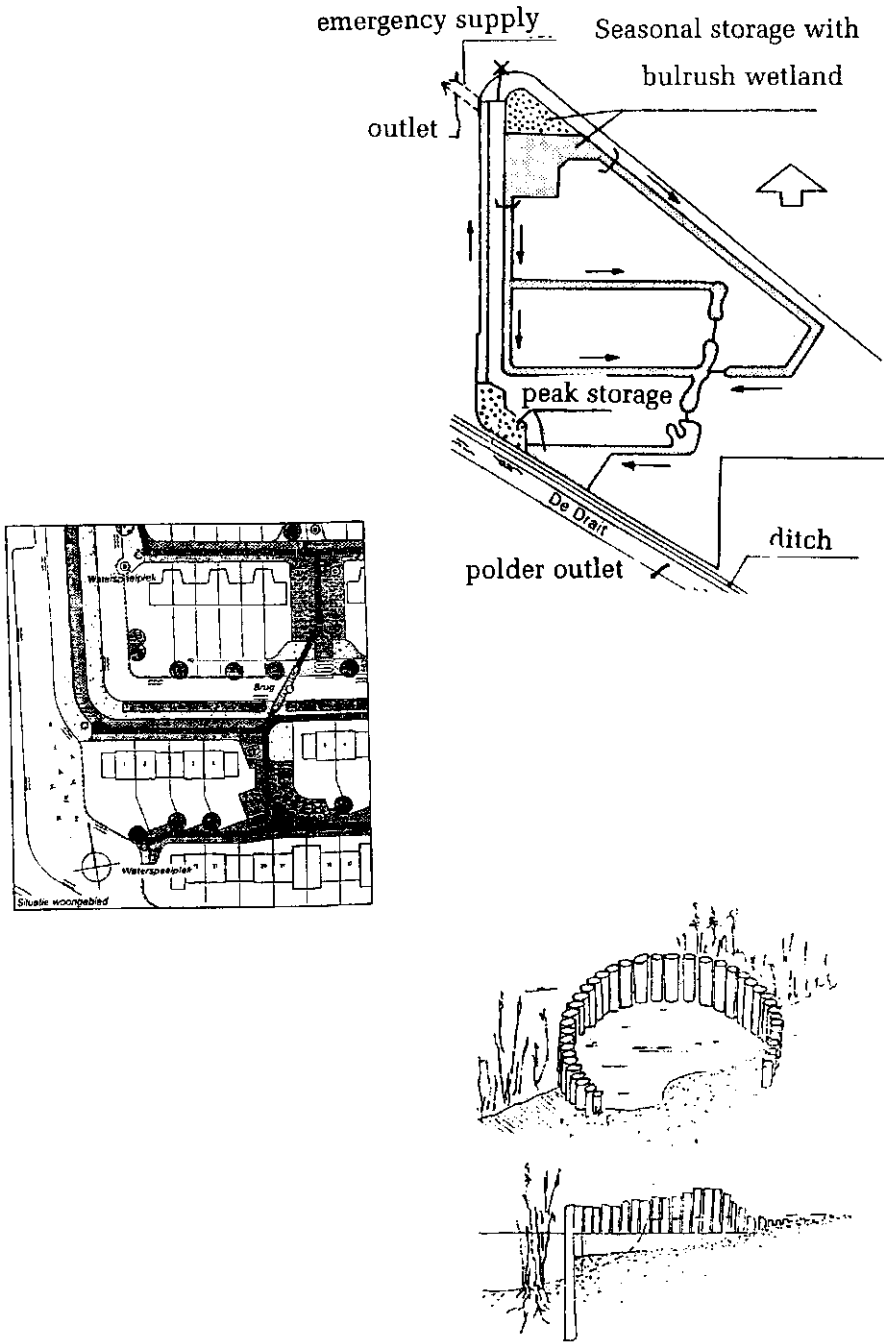 emergency supply
Seasonal storage with
bulrush wetland
outlet
peak storage
De Drait
ditch
polder outlet
Waterspeelplek
Brug
Waterspeelplek
Situatie woongebied